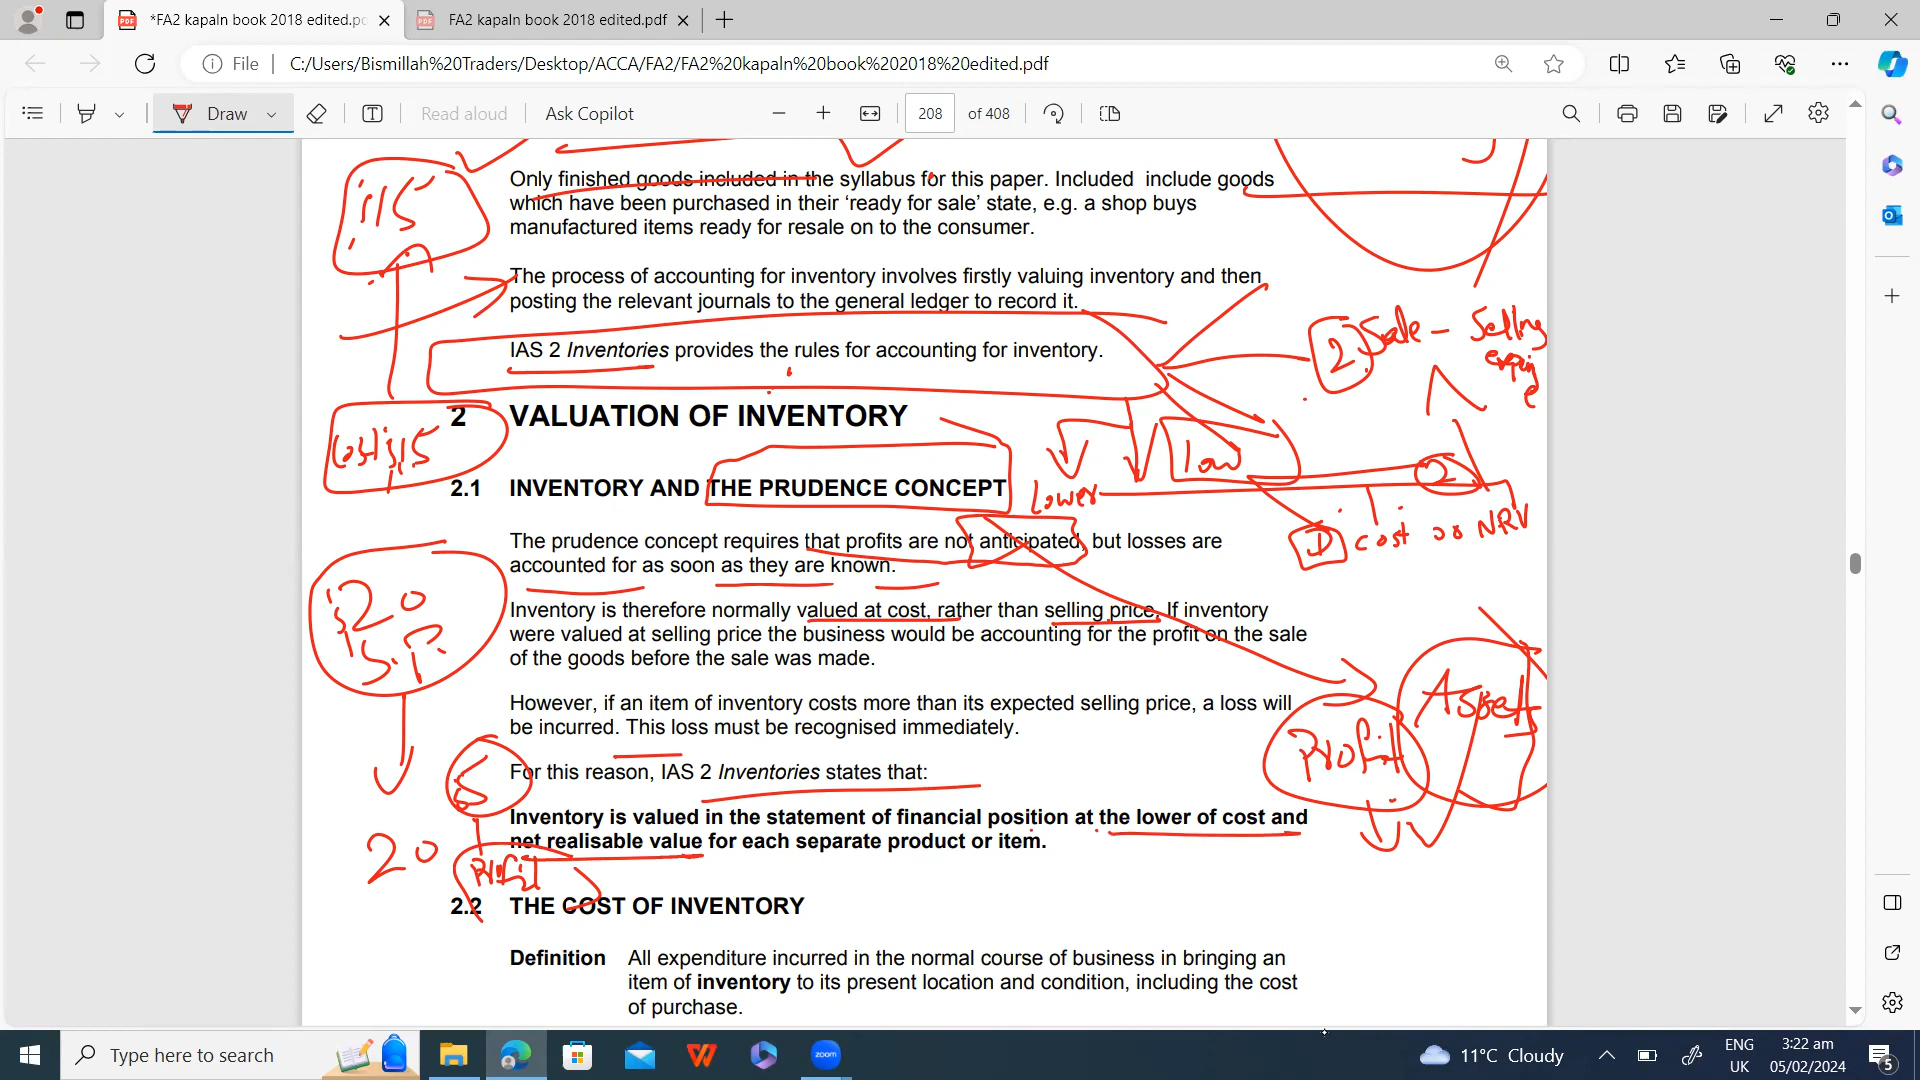 *FA2 kapaln book 2018 edited.pd
FA2 kapaln book 2018 edited.pdf
File
C:/Users/Bismillah%20Traders/Desktop/ACCA/FA2/FA2%20kapaln%20book%202018%20edited.pdf
Draw
Read aloud
Ask Copilot
208 of 408
Only finished goods included in the syllabus for this paper. Included include goods
which have been purchased in their ‘ready for sale’ state, e.g. a shop buys
manufactured items ready for resale on to the consumer.
The process of accounting for inventory involves firstly valuing inventory and then
posting the relevant journals to the general ledger to record it.
IAS 2 Inventories provides the rules for accounting for inventory.
2 Sale – Selling
2 VALUATION OF INVENTORY
low
2.1 INVENTORY AND THE PRUDENCE CONCEPT
Lower
2
1 cost or NRV
The prudence concept requires that profits are not anticipated, but losses are
accounted for as soon as they are known.
20
S.P
Inventory is therefore normally valued at cost, rather than selling price. If inventory
were valued at selling price the business would be accounting for the profit on the sale
of the goods before the sale was made.
However, if an item of inventory costs more than its expected selling price, a loss will
be incurred. This loss must be recognised immediately.
Asset
Profit
For this reason, IAS 2 Inventories states that:
5
Inventory is valued in the statement of financial position at the lower of cost and
net realisable value for each separate product or item.
20
Profit
2.2 THE COST OF INVENTORY
Definition All expenditure incurred in the normal course of business in bringing an
item of inventory to its present location and condition, including the cost
of purchase.
Type here to search
zoom
11°C Cloudy
ENG
UK
3:22 am
05/02/2024
5